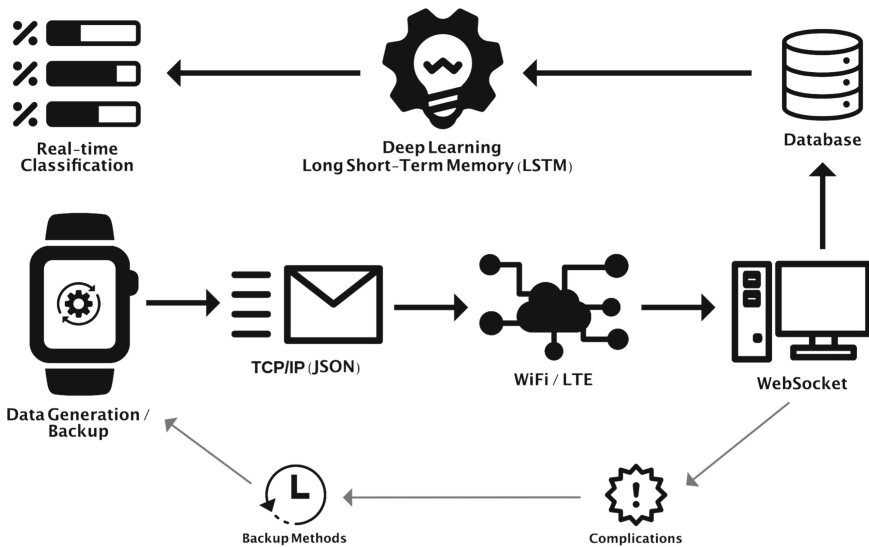 Real-time
Classification
Deep Learning
Long Short-Term Memory (LSTM)
Database
TCP/IP (JSON)
WiFi / LTE
WebSocket
Data Generation /
Backup
Backup Methods
Complications